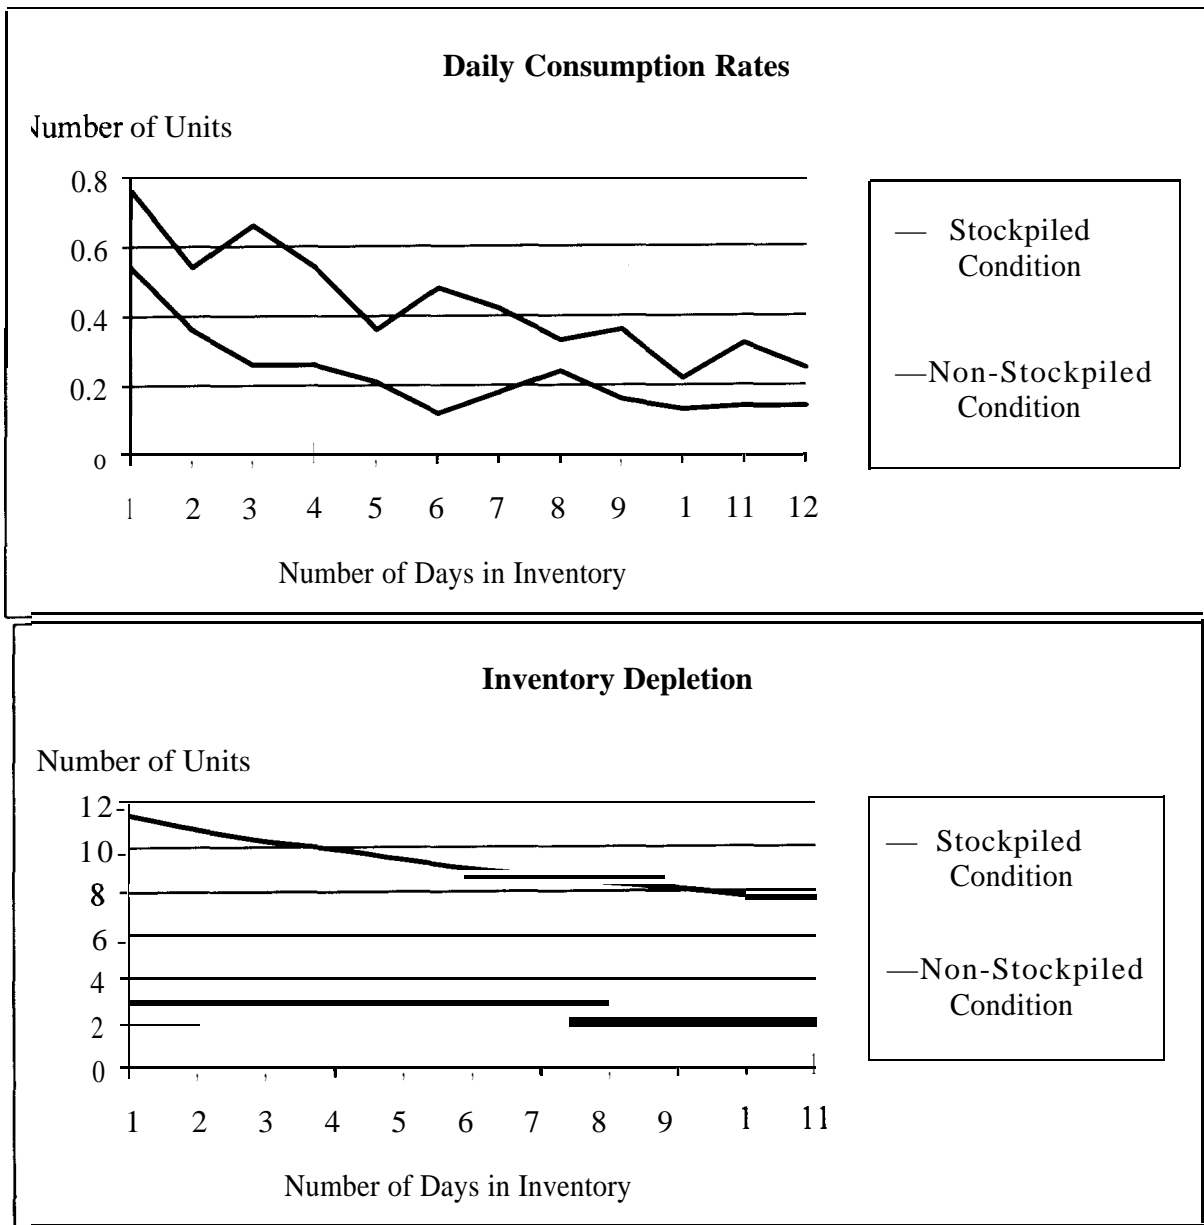 Daily Consumption Rates
Number of Units
0.8
0.6
0.4
0.2
0
1 2 3 4 5 6 7 8 9 1 11 12
Number of Days in Inventory
— Stockpiled
Condition
—Non-Stockpiled
Condition
Inventory Depletion
Number of Units
12
10
8
6
4
2
0
1 2 3 4 5 6 7 8 9 1 11
Number of Days in Inventory
— Stockpiled
Condition
—Non-Stockpiled
Condition